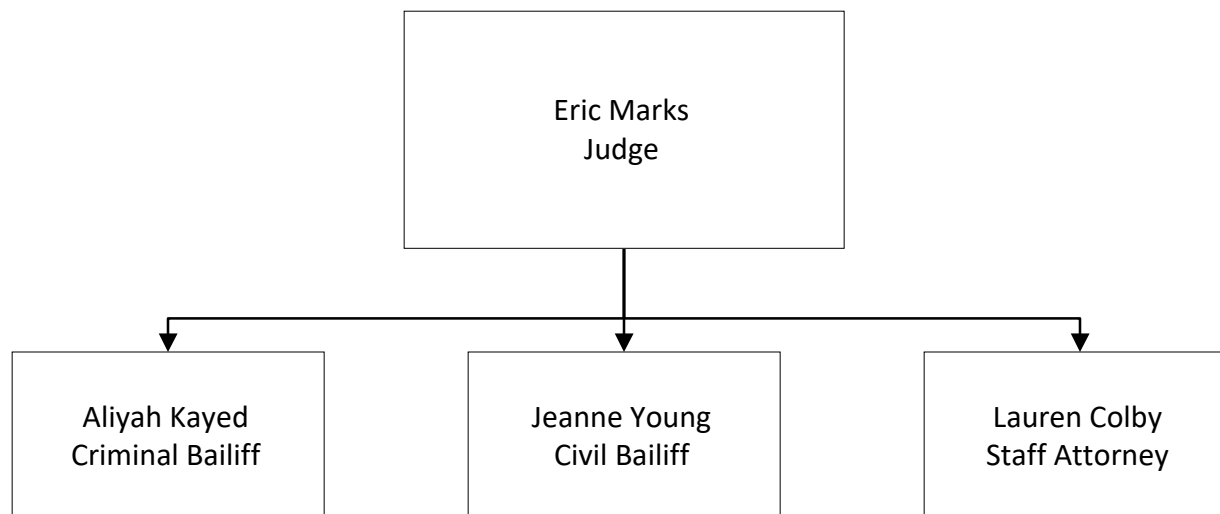 Eric Marks
Judge
Aliyah Kayed
Criminal Bailiff
Jeanne Young
Civil Bailiff
Lauren Colby
Staff Attorney